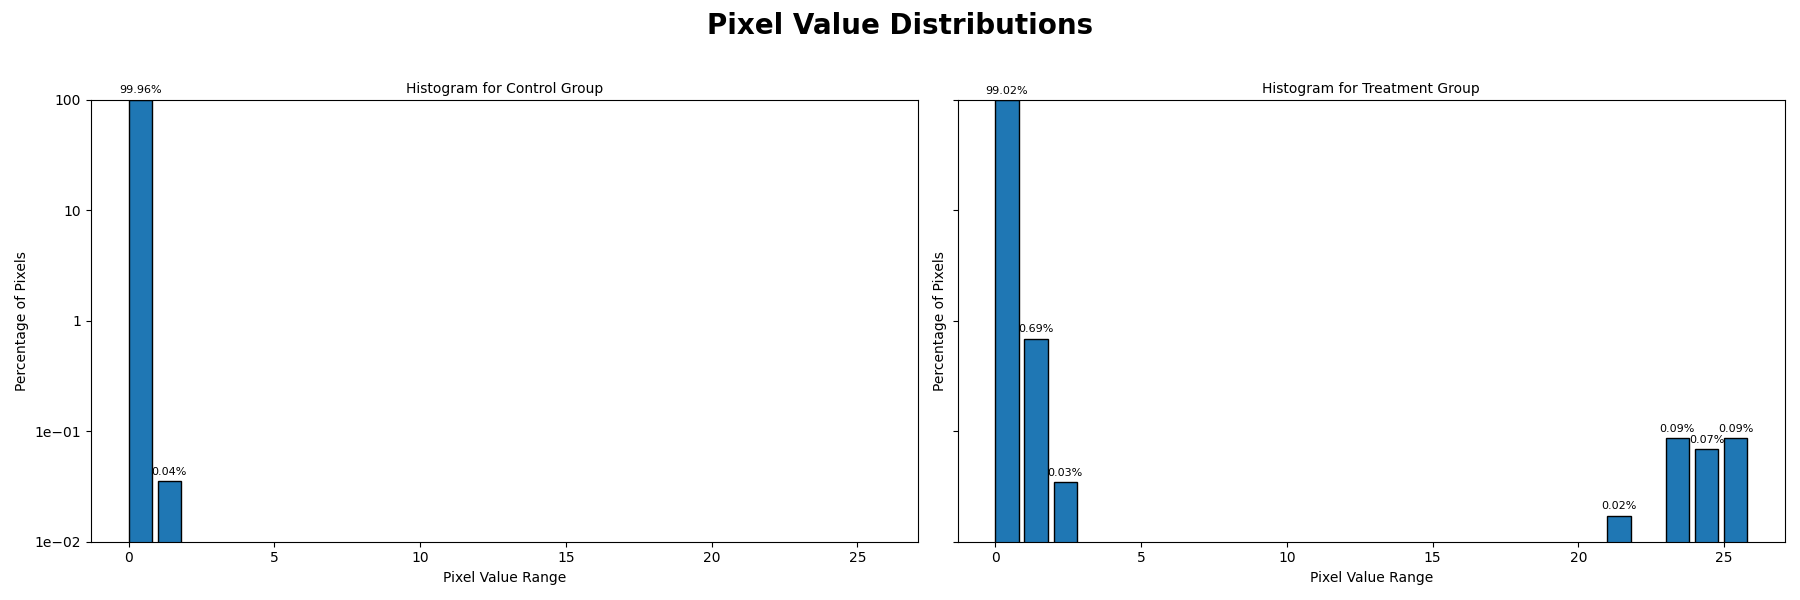 Pixel Value Distributions
Histogram for Control Group
99.96%
0.04%
100
10
1
1e−01
1e−02
0
5
10
15
20
25
Percentage of Pixels
Pixel Value Range
Histogram for Treatment Group
99.02%
0.69%
0.03%
0.02%
0.09%
0.07%
0.09%
0
5
10
15
20
25
Percentage of Pixels
Pixel Value Range